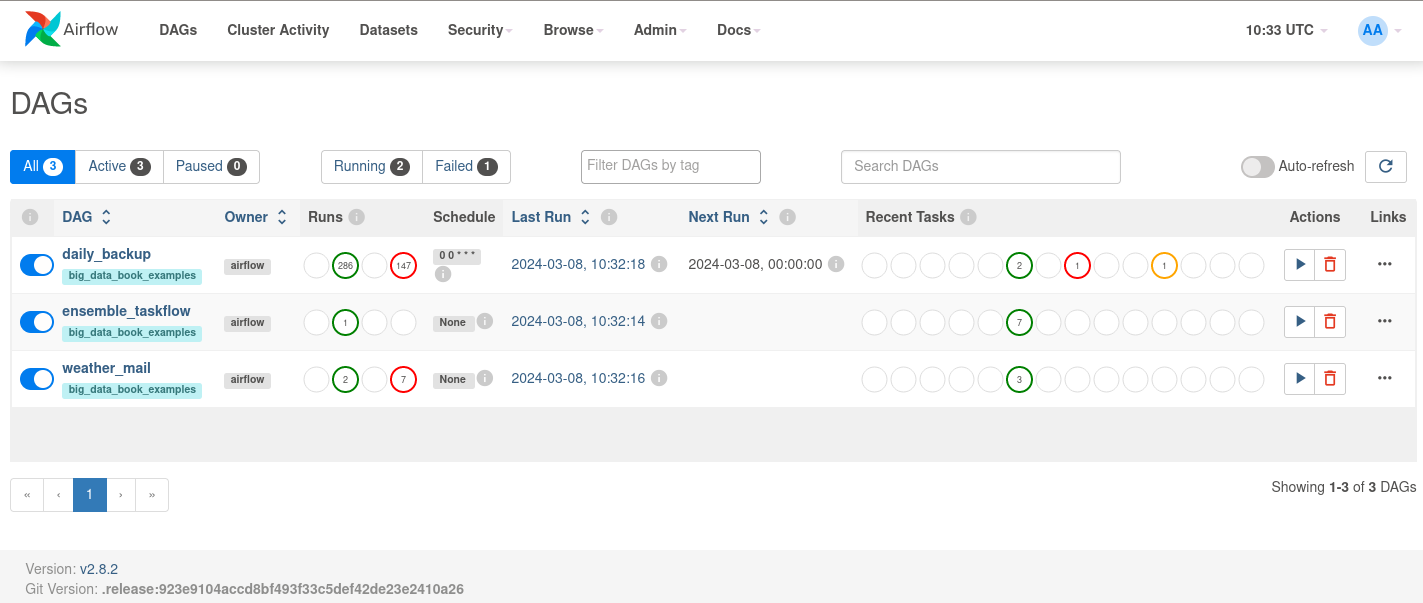 Airflow DAGs Cluster Activity Datasets Security Browse Admin Docs 10:33 UTC AA
DAGs
All 3 Active 3 Paused 0 Running 2 Failed 1 Filter DAGs by tag Search DAGs Auto-refresh
DAG Owner Runs Schedule Last Run Next Run Recent Tasks Actions Links
daily_backup
big_data_book_examples
airflow 286 147 0 0 * * * 2024-03-08, 10:32:18 2024-03-08, 00:00:00 2 1 1
ensemble_taskflow
big_data_book_examples
airflow 1 None 2024-03-08, 10:32:14 7
weather_mail
big_data_book_examples
airflow 2 7 None 2024-03-08, 10:32:16 3
« ‹ 1 › »
Showing 1-3 of 3 DAGs
Version: v2.8.2
Git Version: .release:923e9104accd8bf493f33c5def42de23e2410a26